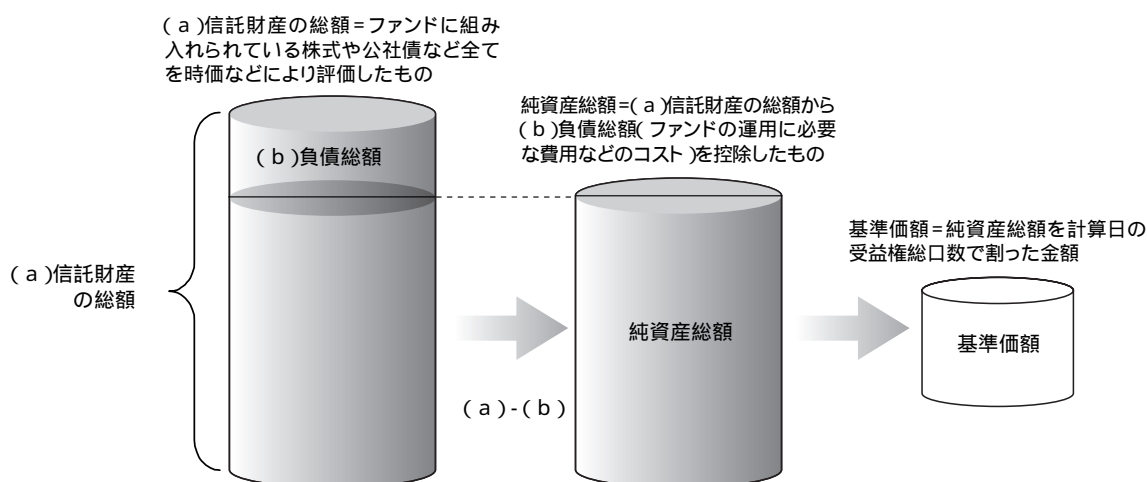 (a)信託財産の総額=ファンドに組み
入れられている株式や公社債など全て
を時価などにより評価したもの
純資産総額=(a)信託財産の総額から
(b)負債総額(ファンドの運用に必要
な費用などのコスト)を控除したもの
(b)負債総額
基準価額=純資産総額を計算日の
受益権総口数で割った金額
(a)信託財産
の総額
純資産総額
基準価額
(a)-(b)